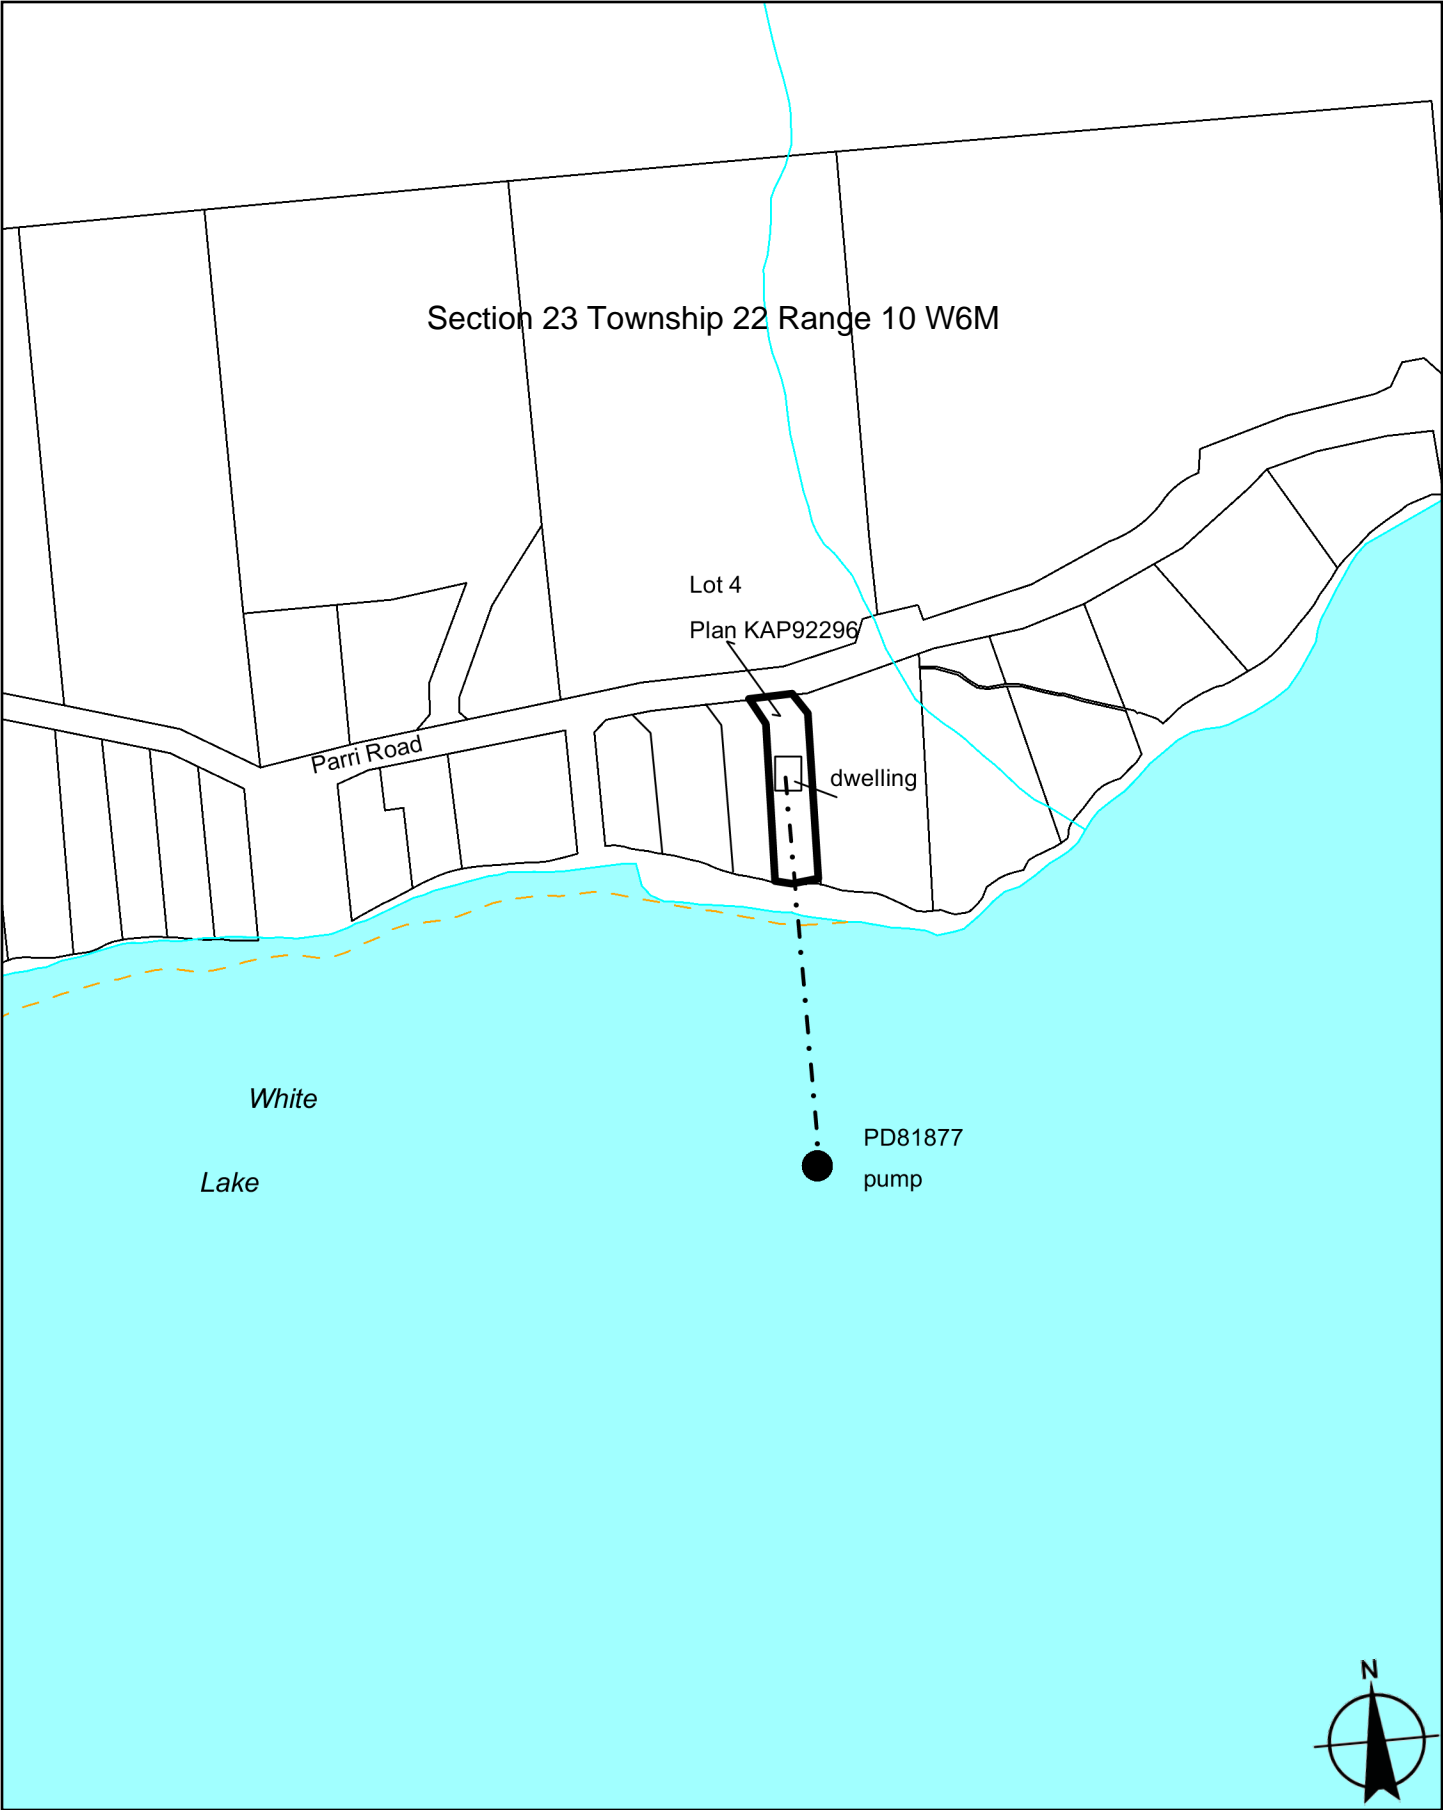 Section 23 Township 22 Range 10 W6M
Lot 4
Plan KAP92296
Parri Road
dwelling
White
Lake
PD81877
pump
N